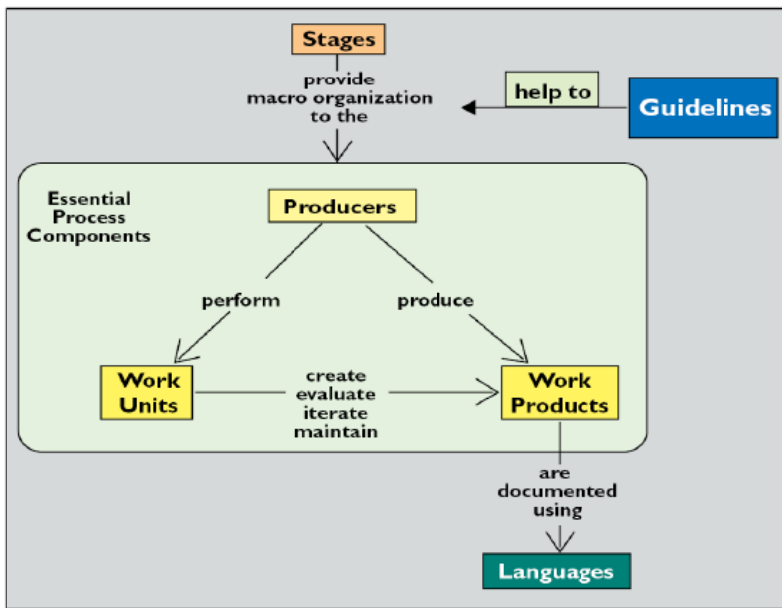 Stages
provide
macro organization
to the
help to
Guidelines
Essential
Process
Components
Producers
perform
produce
Work
Units
create
evaluate
iterate
maintain
Work
Products
are
documented
using
Languages